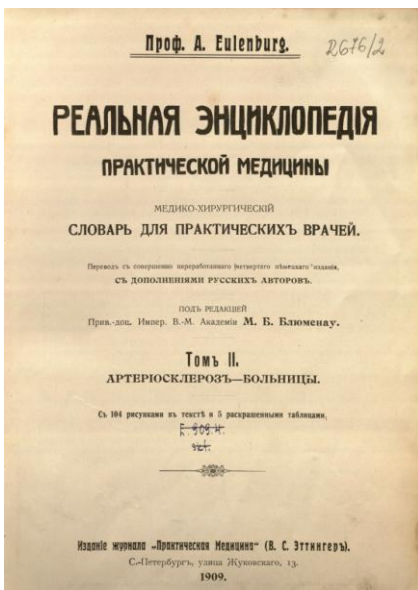 Проф. A. Eulenburg.
R676/2
РЕАЛЬНАЯ ЭНЦИКЛОПЕДІЯ
ПРАКТИЧЕСКОЙ МЕДИЦИНЫ
МЕДИКО-ХИРУРГИЧЕСКІЙ
СЛОВАРЬ ДЛЯ ПРАКТИЧЕСКИХЪ ВРАЧЕЙ.
Переводъ съ совершенно переработаннаго четвертаго нѣмецкаго изданія,
СЪ ДОПОЛНЕНІЯМИ РУССКИХЪ АВТОРОВЪ.
ПОДЪ РЕДАКЦІЕЙ
Прив.-доц. Импер. В.-М. Академіи М. Б. Блюменау.
Томъ II.
АРТЕРІОСКЛЕРОЗЪ—БОЛЬНИЦЫ.
Съ 104 рисунками въ текстѣ и 5 раскрашенными таблицами,
Изданіе журнала „Практическая Медицина“ (В. С. Эттингеръ).
С.-Петербургъ, улица Жуковскаго, 13.
1909.